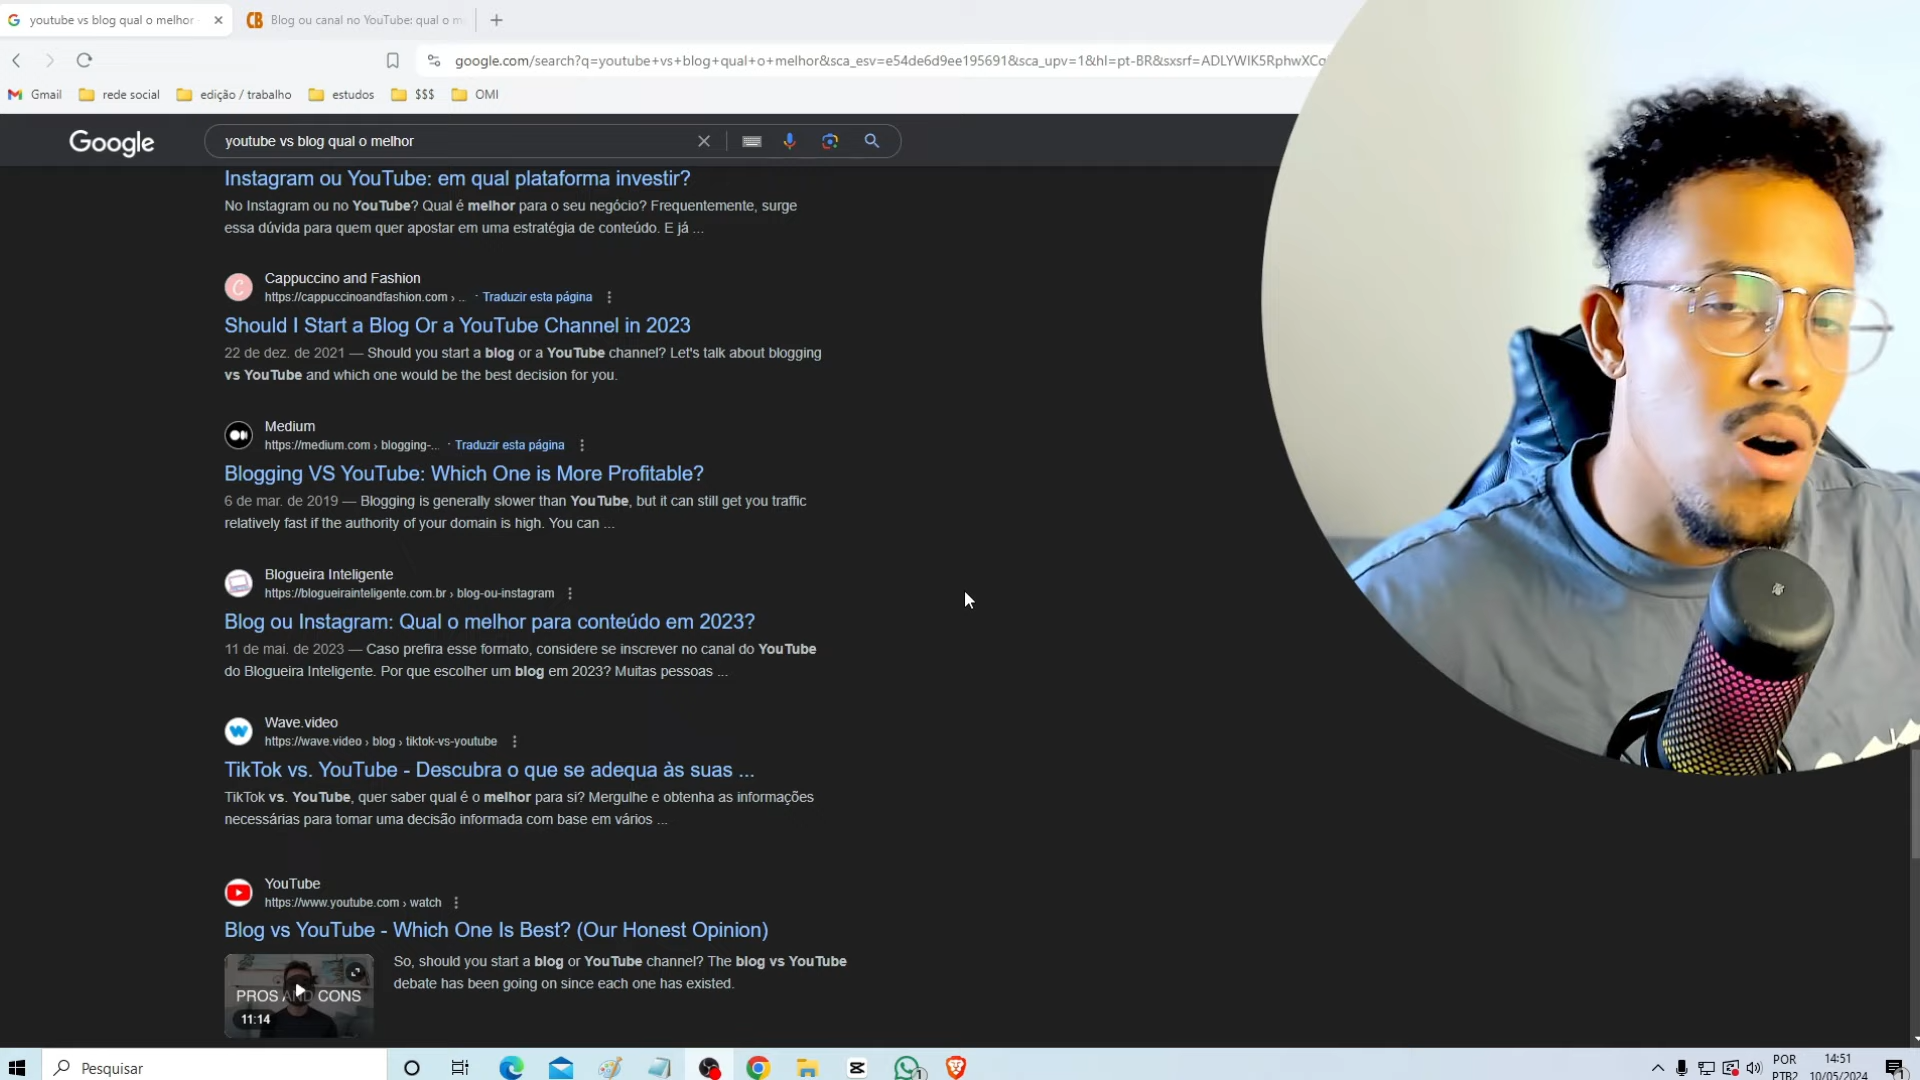 youtube vs blog qual o melhor
Blog ou canal no YouTube: qual o m
google.com/search?q=youtube+vs+blog+qual+o+melhor&sca_esv=e54de6d9ee195691&sca_upv=1&hl=pt-BR&sxsrf=ADLYWIK5RphwXCq
Gmail
rede social
edição / trabalho
estudos
$$$
OMI
Google
youtube vs blog qual o melhor
Instagram ou YouTube: em qual plataforma investir?
No Instagram ou no YouTube? Qual é melhor para o seu negócio? Frequentemente, surge
essa dúvida para quem quer apostar em uma estratégia de conteúdo. E já ...
Cappuccino and Fashion
https://cappuccinoandfashion.com › ... · Traduzir esta página
Should I Start a Blog Or a YouTube Channel in 2023
22 de dez. de 2021 — Should you start a blog or a YouTube channel? Let's talk about blogging
vs YouTube and which one would be the best decision for you.
Medium
https://medium.com › blogging-... · Traduzir esta página
Blogging VS YouTube: Which One is More Profitable?
6 de mar. de 2019 — Blogging is generally slower than YouTube, but it can still get you traffic
relatively fast if the authority of your domain is high. You can ...
Blogueira Inteligente
https://blogueirainteligente.com.br › blog-ou-instagram
Blog ou Instagram: Qual o melhor para conteúdo em 2023?
11 de mai. de 2023 — Caso prefira esse formato, considere se inscrever no canal do YouTube
do Blogueira Inteligente. Por que escolher um blog em 2023? Muitas pessoas ...
Wave.video
https://wave.video › blog › tiktok-vs-youtube
TikTok vs. YouTube - Descubra o que se adequa às suas ...
TikTok vs. YouTube, quer saber qual é o melhor para si? Mergulhe e obtenha as informações
necessárias para tomar uma decisão informada com base em vários ...
YouTube
https://www.youtube.com › watch
Blog vs YouTube - Which One Is Best? (Our Honest Opinion)
So, should you start a blog or YouTube channel? The blog vs YouTube
debate has been going on since each one has existed.
PROS AND CONS
11:14
Pesquisar
POR
PTB2
14:51
10/05/2024